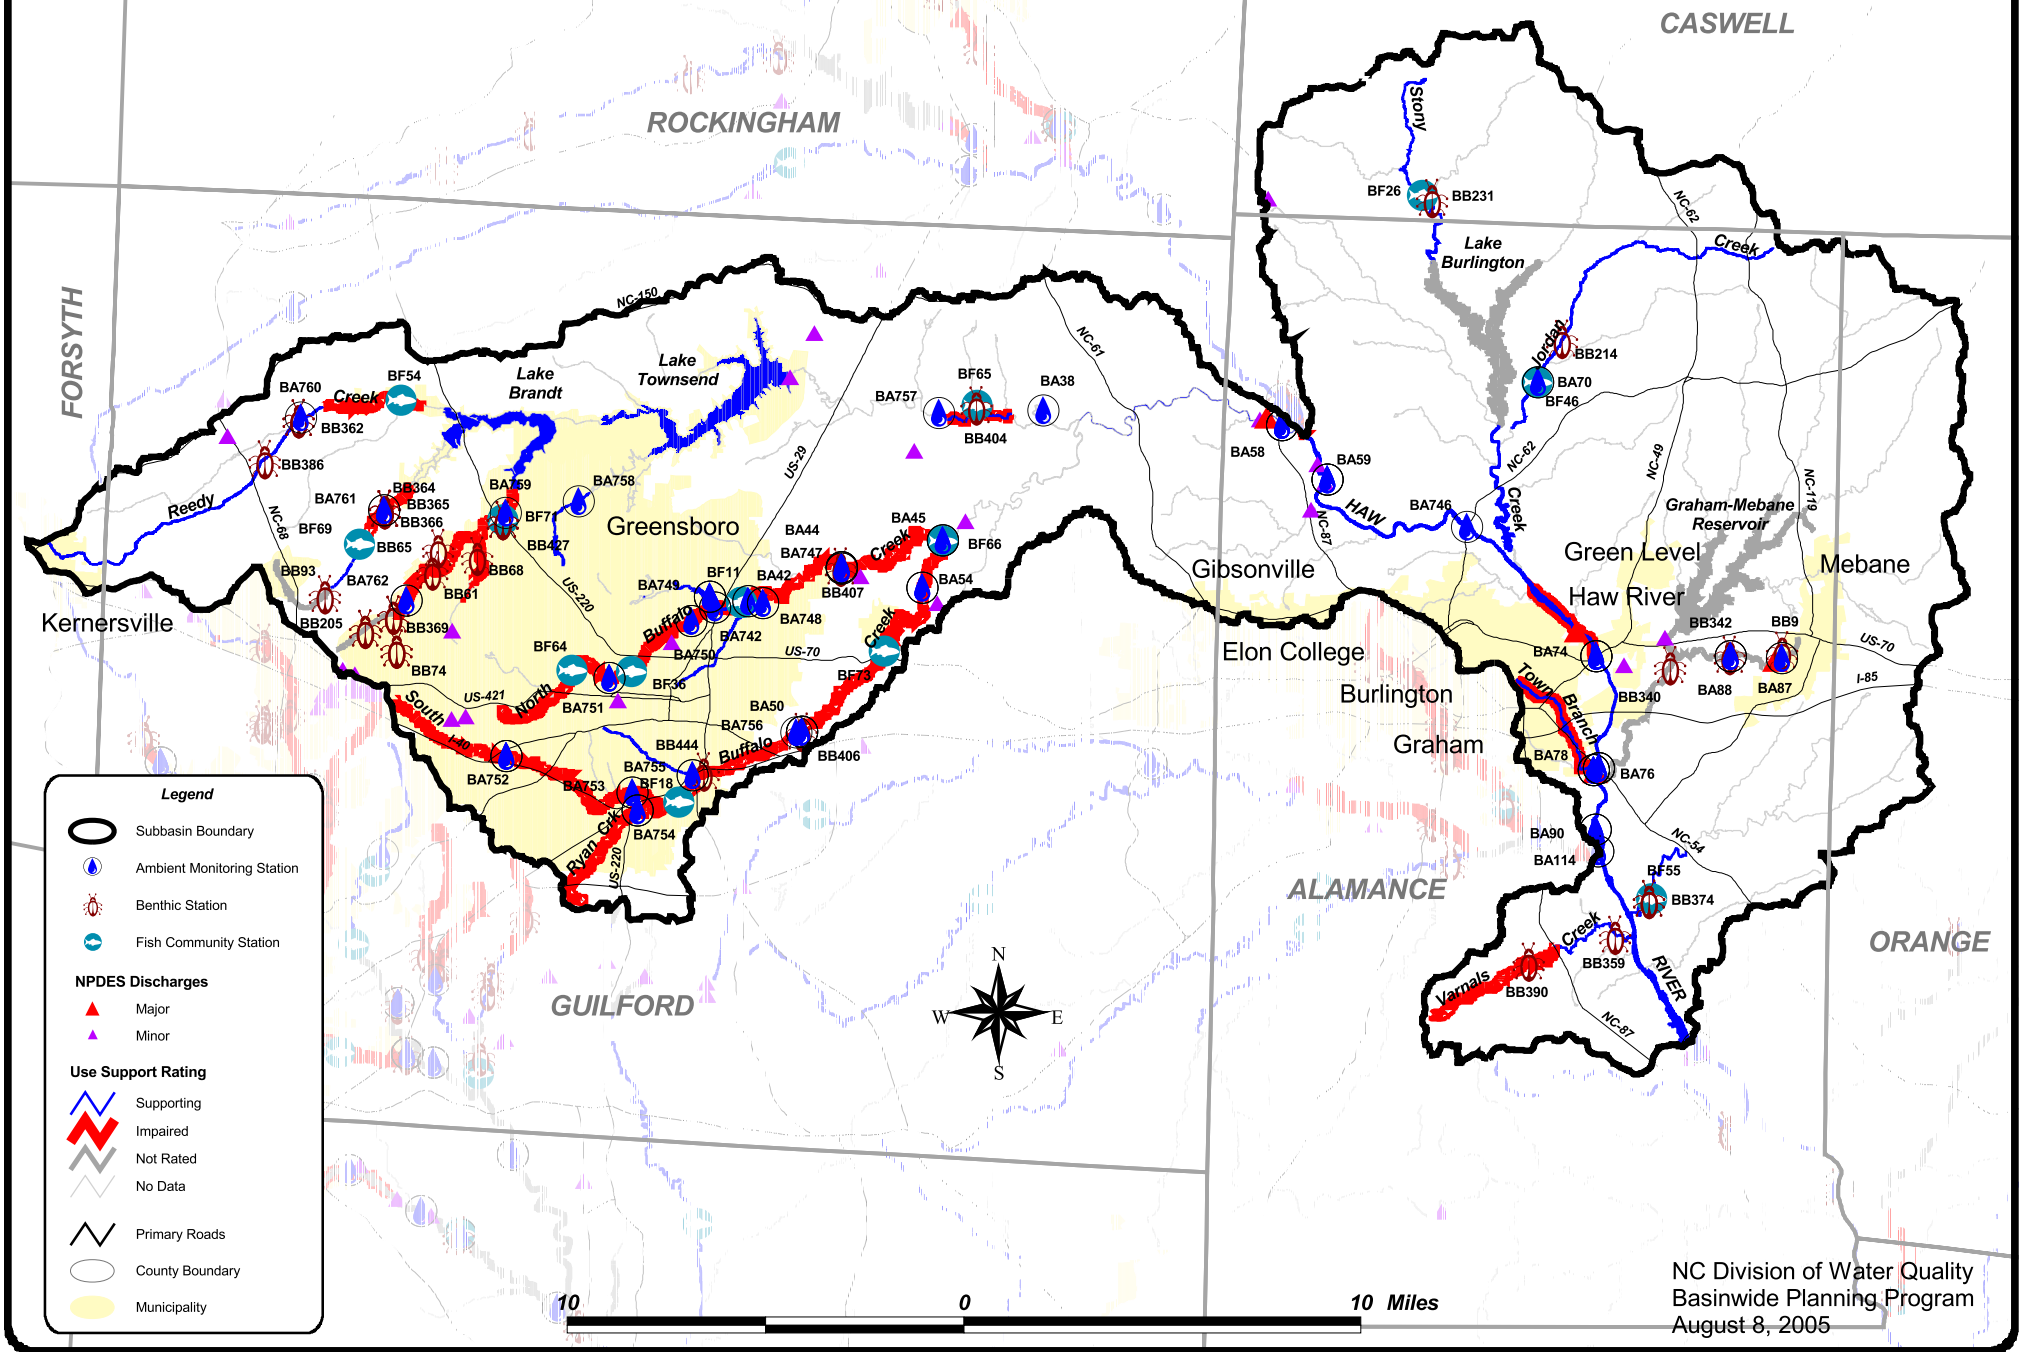 CASWELL
ROCKINGHAM
Stony
BF26
BB231
NC-62
Lake
Burlington
Creek
FORSYTH
NC-150
NC-61
Jordan
BB214
Lake
Townsend
Lake
Brandt
BF54
BA760
Creek
BB362
BF65
BA38
BA757
BB404
BA70
BF46
BA58
BA59
NC-62
NC-49
NC-119
BB386
Reedy
NC-68
BB364
BA761
BB365
BB366
BF69
BB65
BA759
BF71
BB427
BA758
Greensboro
US-29
BA44
BA45
BA747
Creek
BF66
HAW
NC-87
BA746
Creek
Graham-Mebane
Reservoir
Green Level
Mebane
Gibsonville
Haw River
BB93
BA762
BB68
BB61
US-220
BA749
BF11
BA42
BB407
BA54
Kernersville
BB205
BB369
BB74
Buffalo
BA748
BA742
BA750
US-70
Creek
BF73
BF64
BF36
BA751
North
US-421
South
I-40
Elon College
Burlington
Graham
BA74
Town
Branch
BB340
BB342
BB9
BA88
BA87
US-70
I-85
BA78
BA76
BA50
BA756
BB444
Buffalo
BB406
BA752
BA753
BA755
BF18
BA754
Ryan Crk
US-220
BA90
BA114
NC-54
BF55
BB374
ALAMANCE
ORANGE
Creek
BB359
Varnals
BB390
RIVER
NC-87
GUILFORD
N
W
E
S
Legend
Subbasin Boundary
Ambient Monitoring Station
Benthic Station
Fish Community Station
NPDES Discharges
Major
Minor
Use Support Rating
Supporting
Impaired
Not Rated
No Data
Primary Roads
County Boundary
Municipality
10 0 10 Miles
NC Division of Water Quality
Basinwide Planning Program
August 8, 2005